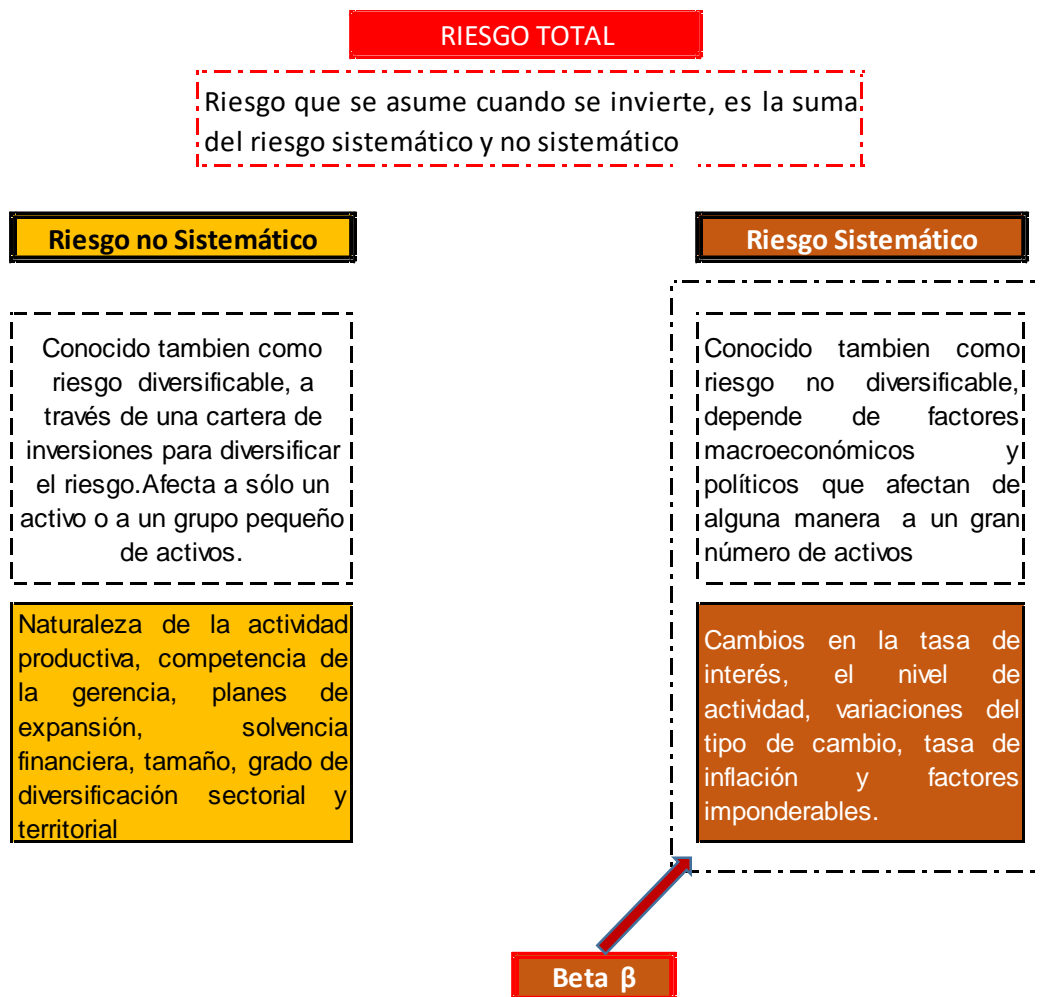 RIESGO TOTAL
Riesgo que se asume cuando se invierte, es la suma
del riesgo sistemático y no sistemático
Riesgo no Sistemático
Conocido tambien como
riesgo diversificable, a
través de una cartera de
inversiones para diversificar
el riesgo.Afecta a sólo un
activo o a un grupo pequeño
de activos.
Naturaleza de la actividad
productiva, competencia de
la gerencia, planes de
expansión, solvencia
financiera, tamaño, grado de
diversificación sectorial y
territorial
Riesgo Sistemático
Conocido tambien como
riesgo no diversificable,
depende de factores
macroeconómicos y
políticos que afectan de
alguna manera a un gran
número de activos
Cambios en la tasa de
interés, el nivel de
actividad, variaciones del
tipo de cambio, tasa de
inflación y factores
imponderables.
Beta β